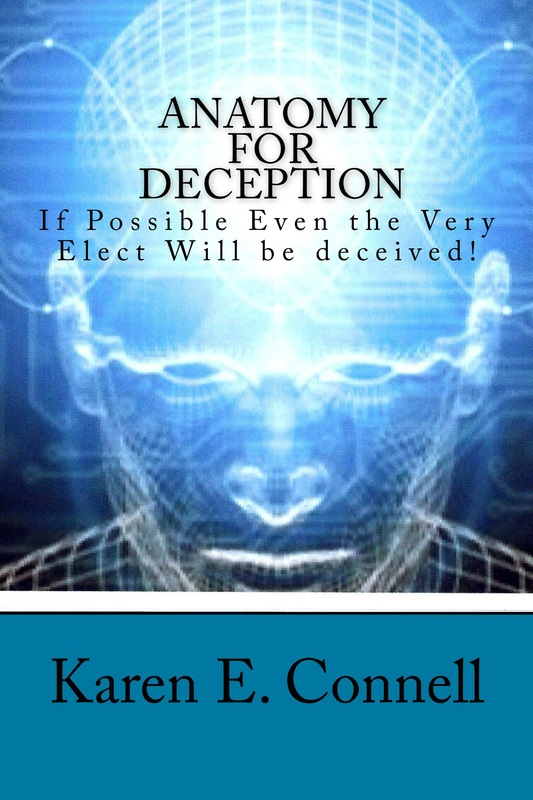 ANATOMY
FOR
DECEPTION
If Possible Even the Very
Elect Will be deceived!
Karen E. Connell